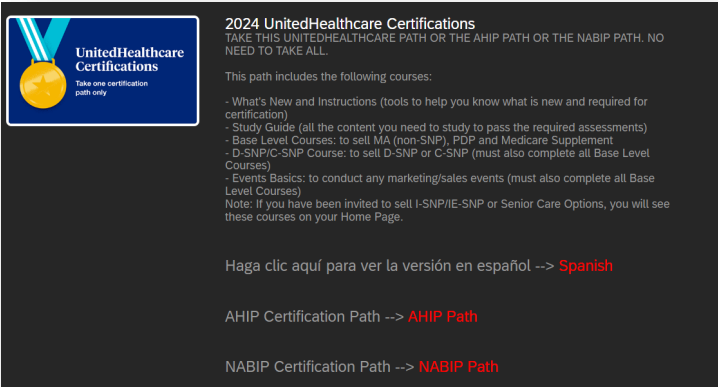 UnitedHealthcare
Certifications
Take one certification
path only
2024 UnitedHealthcare Certifications
TAKE THIS UNITEDHEALTHCARE PATH OR THE AHIP PATH OR THE NABIP PATH. NO
NEED TO TAKE ALL.
This path includes the following courses:
- What's New and Instructions (tools to help you know what is new and required for
certification)
- Study Guide (all the content you need to study to pass the required assessments)
- Base Level Courses: to sell MA (non-SNP), PDP and Medicare Supplement
- D-SNP/C-SNP Course: to sell D-SNP or C-SNP (must also complete all Base Level
Courses)
- Events Basics: to conduct any marketing/sales events (must also complete all Base
Level Courses)
Note: If you have been invited to sell I-SNP/IE-SNP or Senior Care Options, you will see
these courses on your Home Page.
Haga clic aquí para ver la versión en español --> Spanish
AHIP Certification Path --> AHIP Path
NABIP Certification Path --> NABIP Path